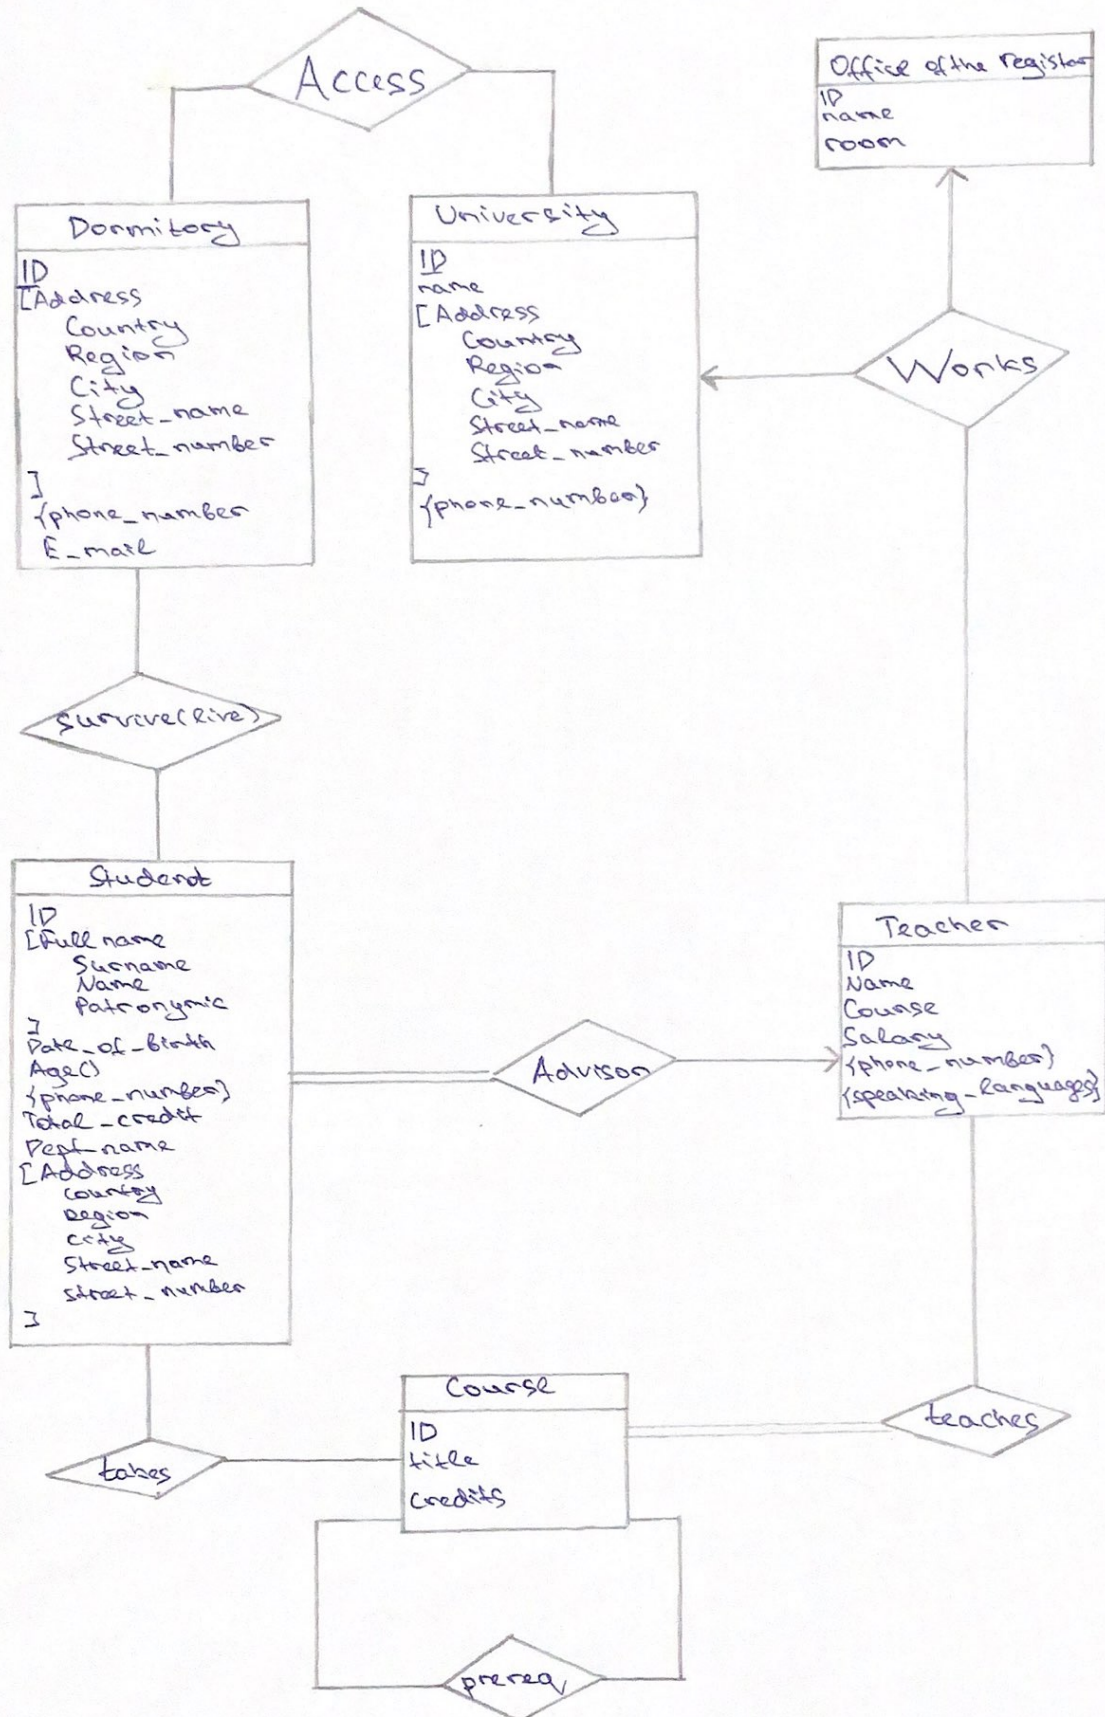 Access
Office of the registar
ID
name
room
Dormitory
ID
[Address
Country
Region
City
Street_name
Street_number
]
{phone_number
E_mail
University
ID
name
[Address
Country
Region
City
Street_name
Street_number
]
{phone_number}
Works
survive(live)
Student
ID
[Full name
Surname
Name
Patronymic
]
Date_of_birth
Age()
{phone_number}
Total_credit
Dept_name
[Address
country
Region
city
Street_name
street_number
]
Advisor
Teacher
ID
Name
Course
Salary
{phone_number}
{speaking_languages}
takes
Course
ID
title
credits
teaches
prereq